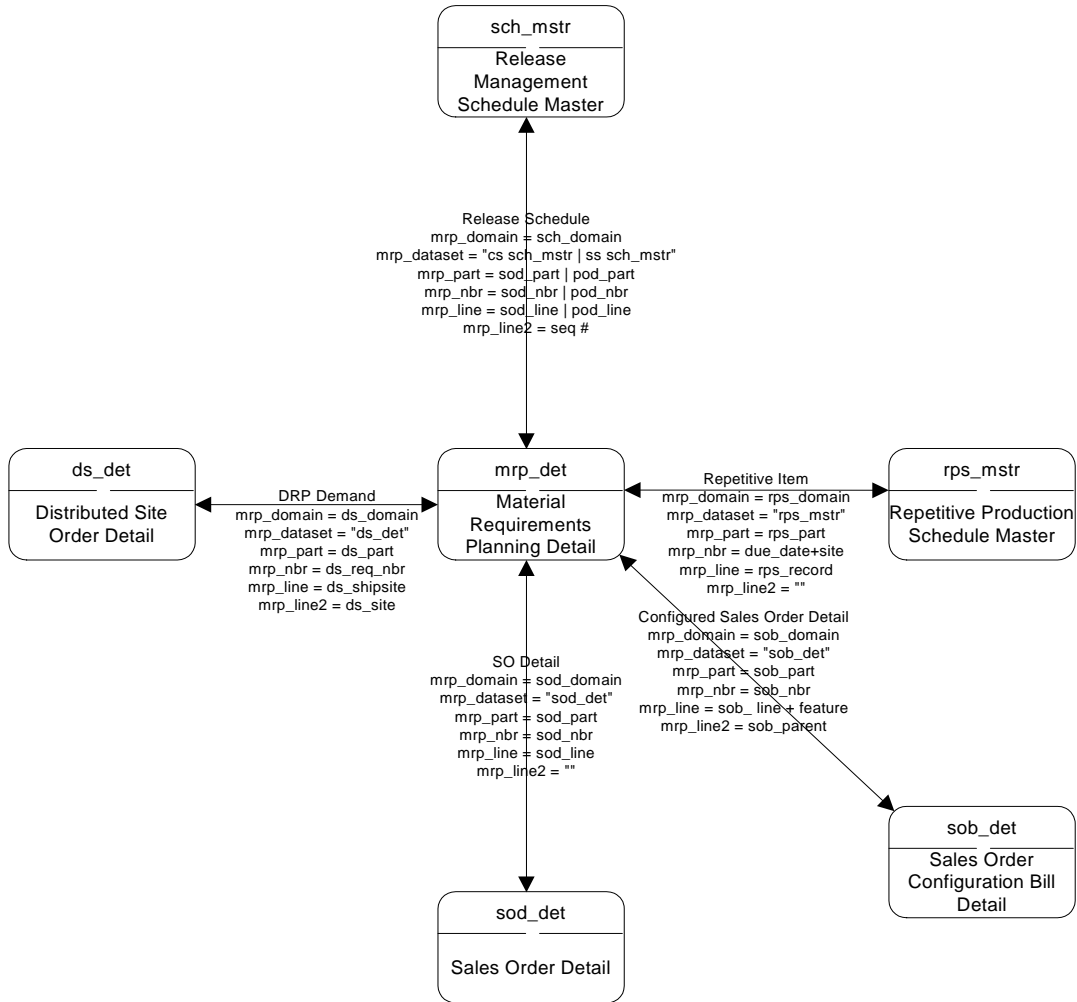 sch_mstr
Release
Management
Schedule Master
Release Schedule
mrp_domain = sch_domain
mrp_dataset = "cs sch_mstr | ss sch_mstr"
mrp_part = sod_part | pod_part
mrp_nbr = sod_nbr | pod_nbr
mrp_line = sod_line | pod_line
mrp_line2 = seq #
ds_det
Distributed Site
Order Detail
DRP Demand
mrp_domain = ds_domain
mrp_dataset = "ds_det"
mrp_part = ds_part
mrp_nbr = ds_req_nbr
mrp_line = ds_shipsite
mrp_line2 = ds_site
mrp_det
Material
Requirements
Planning Detail
Repetitive Item
mrp_domain = rps_domain
mrp_dataset = "rps_mstr"
mrp_part = rps_part
mrp_nbr = due_date+site
mrp_line = rps_record
mrp_line2 = ""
rps_mstr
Repetitive Production
Schedule Master
Configured Sales Order Detail
mrp_domain = sob_domain
mrp_dataset = "sob_det"
mrp_part = sob_part
mrp_nbr = sob_nbr
mrp_line = sob_ line + feature
mrp_line2 = sob_parent
SO Detail
mrp_domain = sod_domain
mrp_dataset = "sod_det"
mrp_part = sod_part
mrp_nbr = sod_nbr
mrp_line = sod_line
mrp_line2 = ""
sob_det
Sales Order
Configuration Bill
Detail
sod_det
Sales Order Detail